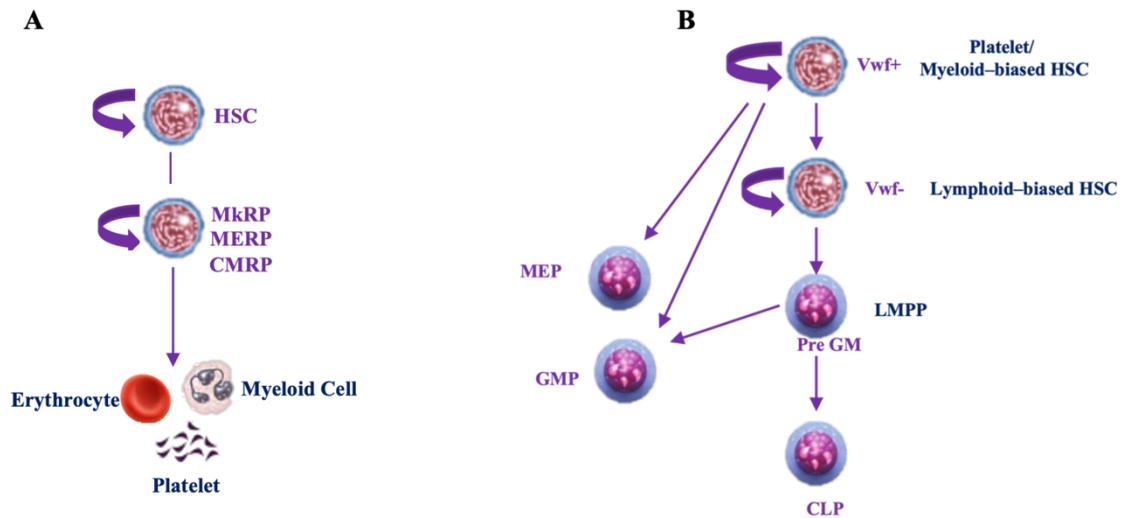 A
HSC
MkRP
MERP
CMRP
Erythrocyte
Myeloid Cell
Platelet
B
Vwf+
Platelet/
Myeloid–biased HSC
Vwf-
Lymphoid–biased HSC
MEP
LMPP
Pre GM
GMP
CLP